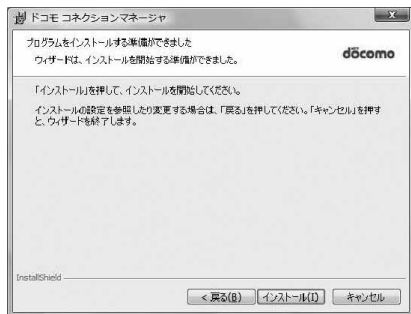 ドコモ コネクションマネージャ
プログラムをインストールする準備ができました
ウィザードは、インストールを開始する準備ができました。
döcomo
「インストール」を押して、インストールを開始してください。
インストールの設定を参照したり変更する場合は、「戻る」を押してください。「キャンセル」を押す
と、ウィザードを終了します。
InstallShield
< 戻る(B)
インストール(I)
キャンセル